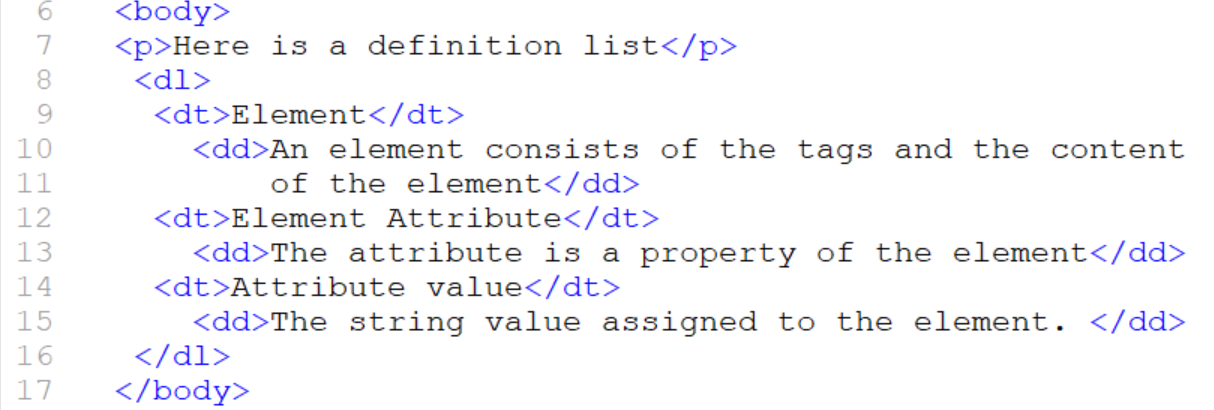 6 <body>
7 <p>Here is a definition list</p>
8 <dl>
9 <dt>Element</dt>
10 <dd>An element consists of the tags and the content
11 of the element</dd>
12 <dt>Element Attribute</dt>
13 <dd>The attribute is a property of the element</dd>
14 <dt>Attribute value</dt>
15 <dd>The string value assigned to the element. </dd>
16 </dl>
17 </body>